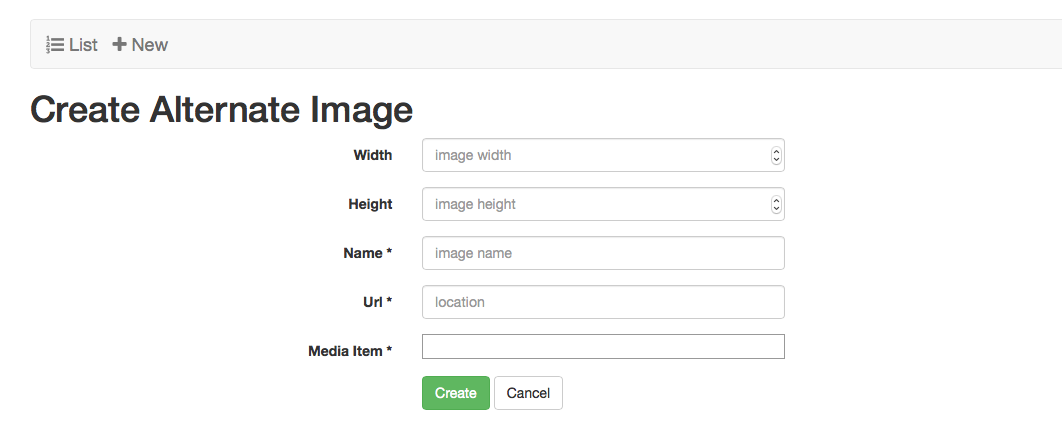 List New
Create Alternate Image
Width image width
Height image height
Name * image name
Url * location
Media Item *
Create Cancel